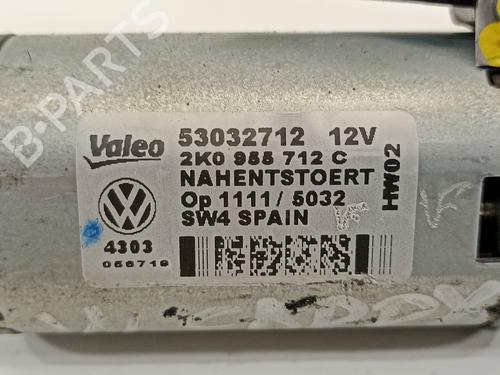 B-PARTS
Valeo
53032712 12V
2K0 955 712 C
NAHENTSTOERT
Op 1111/ 5032
SW4 SPAIN
HW02
4303
056719